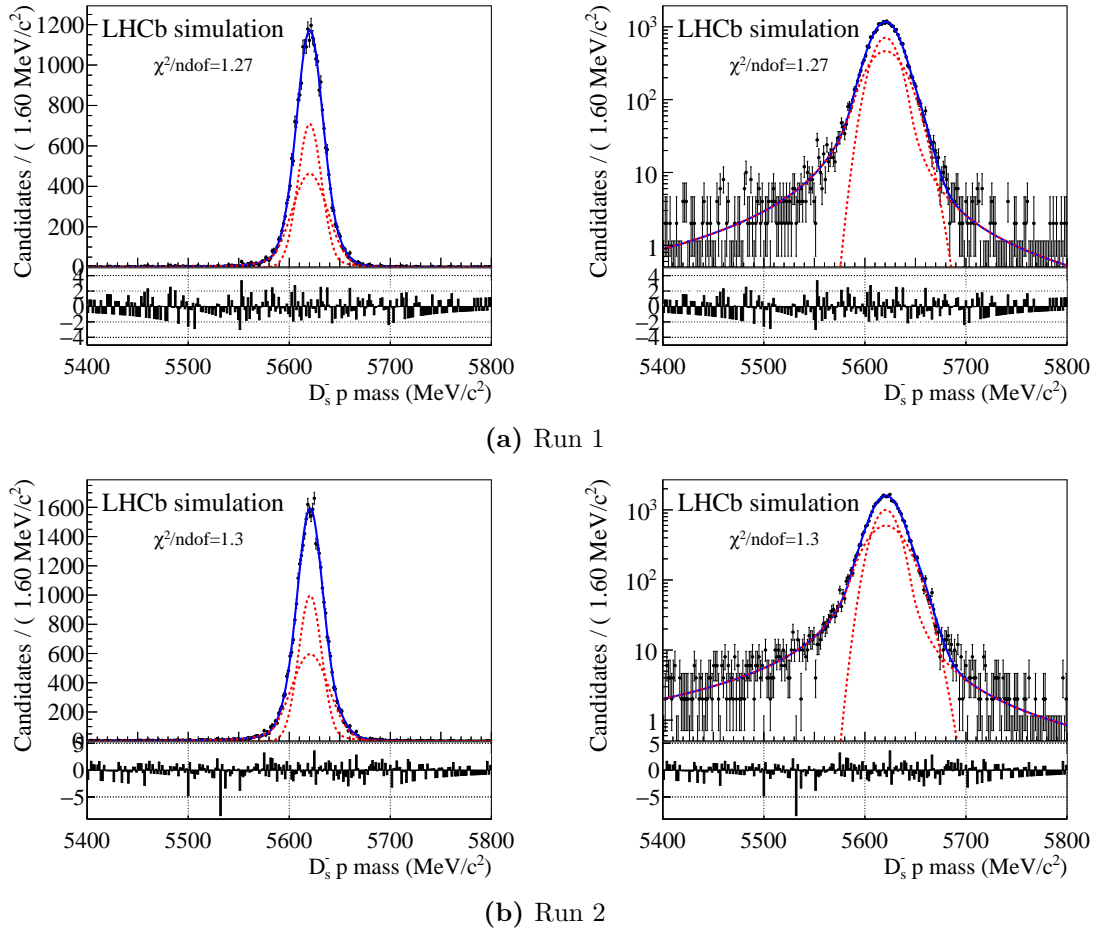 LHCb simulation
χ²/ndof=1.27
Candidates / ( 1.60 MeV/c²)
1200
1000
800
600
400
200
0
4
2
0
−2
−4
5400 5500 5600 5700 5800
D_s^- p mass (MeV/c²)
LHCb simulation
χ²/ndof=1.27
Candidates / ( 1.60 MeV/c²)
10³
10²
10
1
4
2
0
−2
−4
5400 5500 5600 5700 5800
D_s^- p mass (MeV/c²)
(a) Run 1
LHCb simulation
χ²/ndof=1.3
Candidates / ( 1.60 MeV/c²)
1600
1400
1200
1000
800
600
400
200
0
5
0
−5
5400 5500 5600 5700 5800
D_s^- p mass (MeV/c²)
LHCb simulation
χ²/ndof=1.3
Candidates / ( 1.60 MeV/c²)
10³
10²
10
1
5
0
−5
5400 5500 5600 5700 5800
D_s^- p mass (MeV/c²)
(b) Run 2